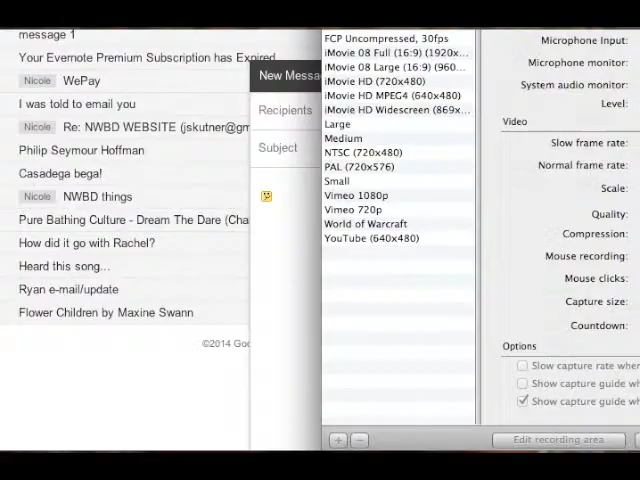 message 1
Your Evernote Premium Subscription has Expired
Nicole WePay
I was told to email you
Nicole Re: NWBD WEBSITE (jskutner@gm
Philip Seymour Hoffman
Casadega bega!
Nicole NWBD things
Pure Bathing Culture - Dream The Dare (Cha
How did it go with Rachel?
Heard this song...
Ryan e-mail/update
Flower Children by Maxine Swann
©2014 Goo
New Messa
Recipients
Subject
FCP Uncompressed, 30fps
iMovie 08 Full (16:9) (1920x...
iMovie 08 Large (16:9) (960...
iMovie HD (720x480)
iMovie HD MPEG4 (640x480)
iMovie HD Widescreen (869x...
Large
Medium
NTSC (720x480)
PAL (720x576)
Small
Vimeo 1080p
Vimeo 720p
World of Warcraft
YouTube (640x480)
Microphone Input:
Microphone monitor:
System audio monitor:
Level:
Video
Slow frame rate:
Normal frame rate:
Scale:
Quality:
Compression:
Mouse recording:
Mouse clicks:
Capture size:
Countdown:
Options
Slow capture rate wher
Show capture guide wh
Show capture guide wh
Edit recording area